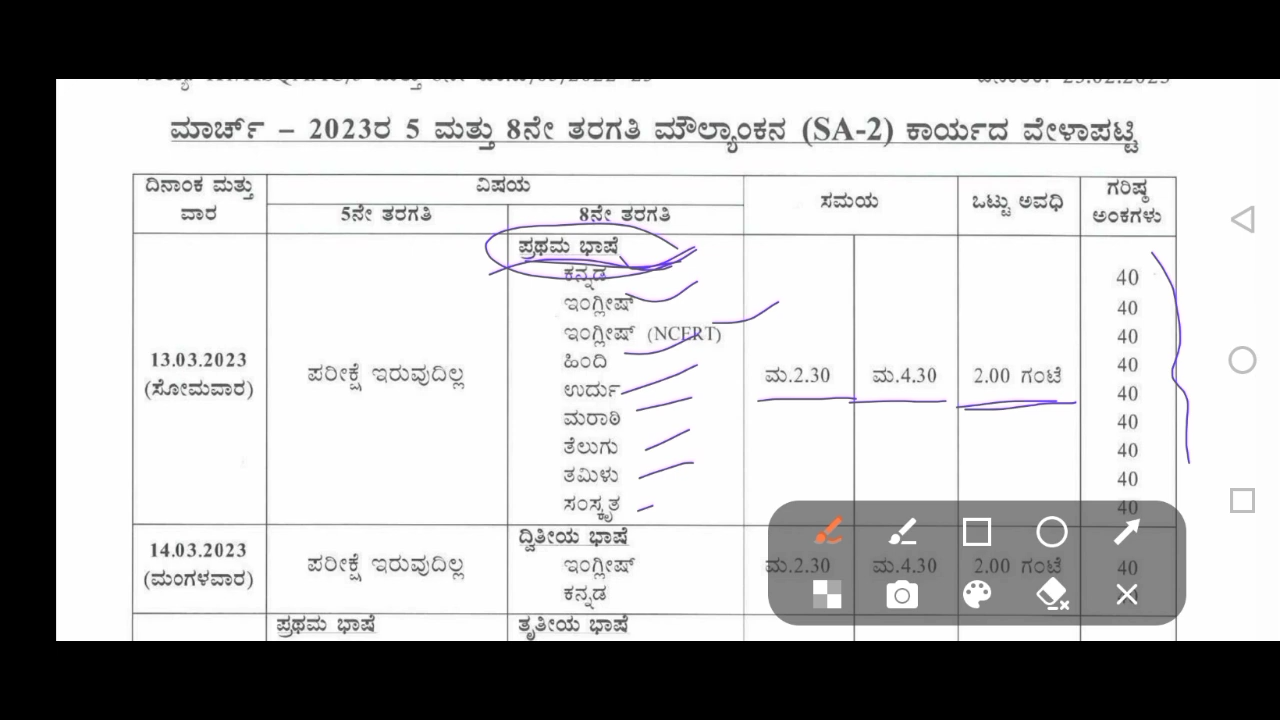 ಮಾರ್ಚ್ – 2023ರ 5 ಮತ್ತು 8ನೇ ತರಗತಿ ಮೌಲ್ಯಾಂಕನ (SA-2) ಕಾರ್ಯದ ವೇಳಾಪಟ್ಟಿ
ದಿನಾಂಕ ಮತ್ತು ವಾರ ವಿಷಯ ಸಮಯ ಒಟ್ಟು ಅವಧಿ ಗರಿಷ್ಠ ಅಂಕಗಳು
5ನೇ ತರಗತಿ 8ನೇ ತರಗತಿ
ಪ್ರಥಮ ಭಾಷೆ
ಕನ್ನಡ 40
ಇಂಗ್ಲೀಷ್ 40
ಇಂಗ್ಲೀಷ್ (NCERT) 40
13.03.2023 ಹಿಂದಿ 40
(ಸೋಮವಾರ) ಪರೀಕ್ಷೆ ಇರುವುದಿಲ್ಲ ಉರ್ದು ಮ.2.30 ಮ.4.30 2.00 ಗಂಟೆ 40
ಮರಾಠಿ 40
ತೆಲುಗು 40
ತಮಿಳು 40
ಸಂಸ್ಕೃತ 40
14.03.2023 ದ್ವಿತೀಯ ಭಾಷೆ
(ಮಂಗಳವಾರ) ಪರೀಕ್ಷೆ ಇರುವುದಿಲ್ಲ ಇಂಗ್ಲೀಷ್ ಮ.2.30 ಮ.4.30 2.00 ಗಂಟೆ 40
ಕನ್ನಡ
ಪ್ರಥಮ ಭಾಷೆ ತೃತೀಯ ಭಾಷೆ